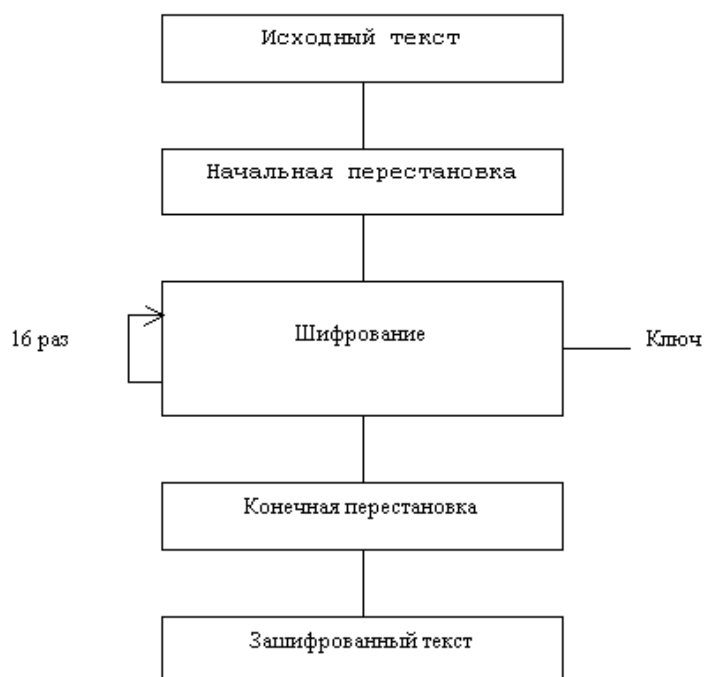 Исходный текст
Начальная перестановка
Шифрование
16 раз
Ключ
Конечная перестановка
Зашифрованный текст